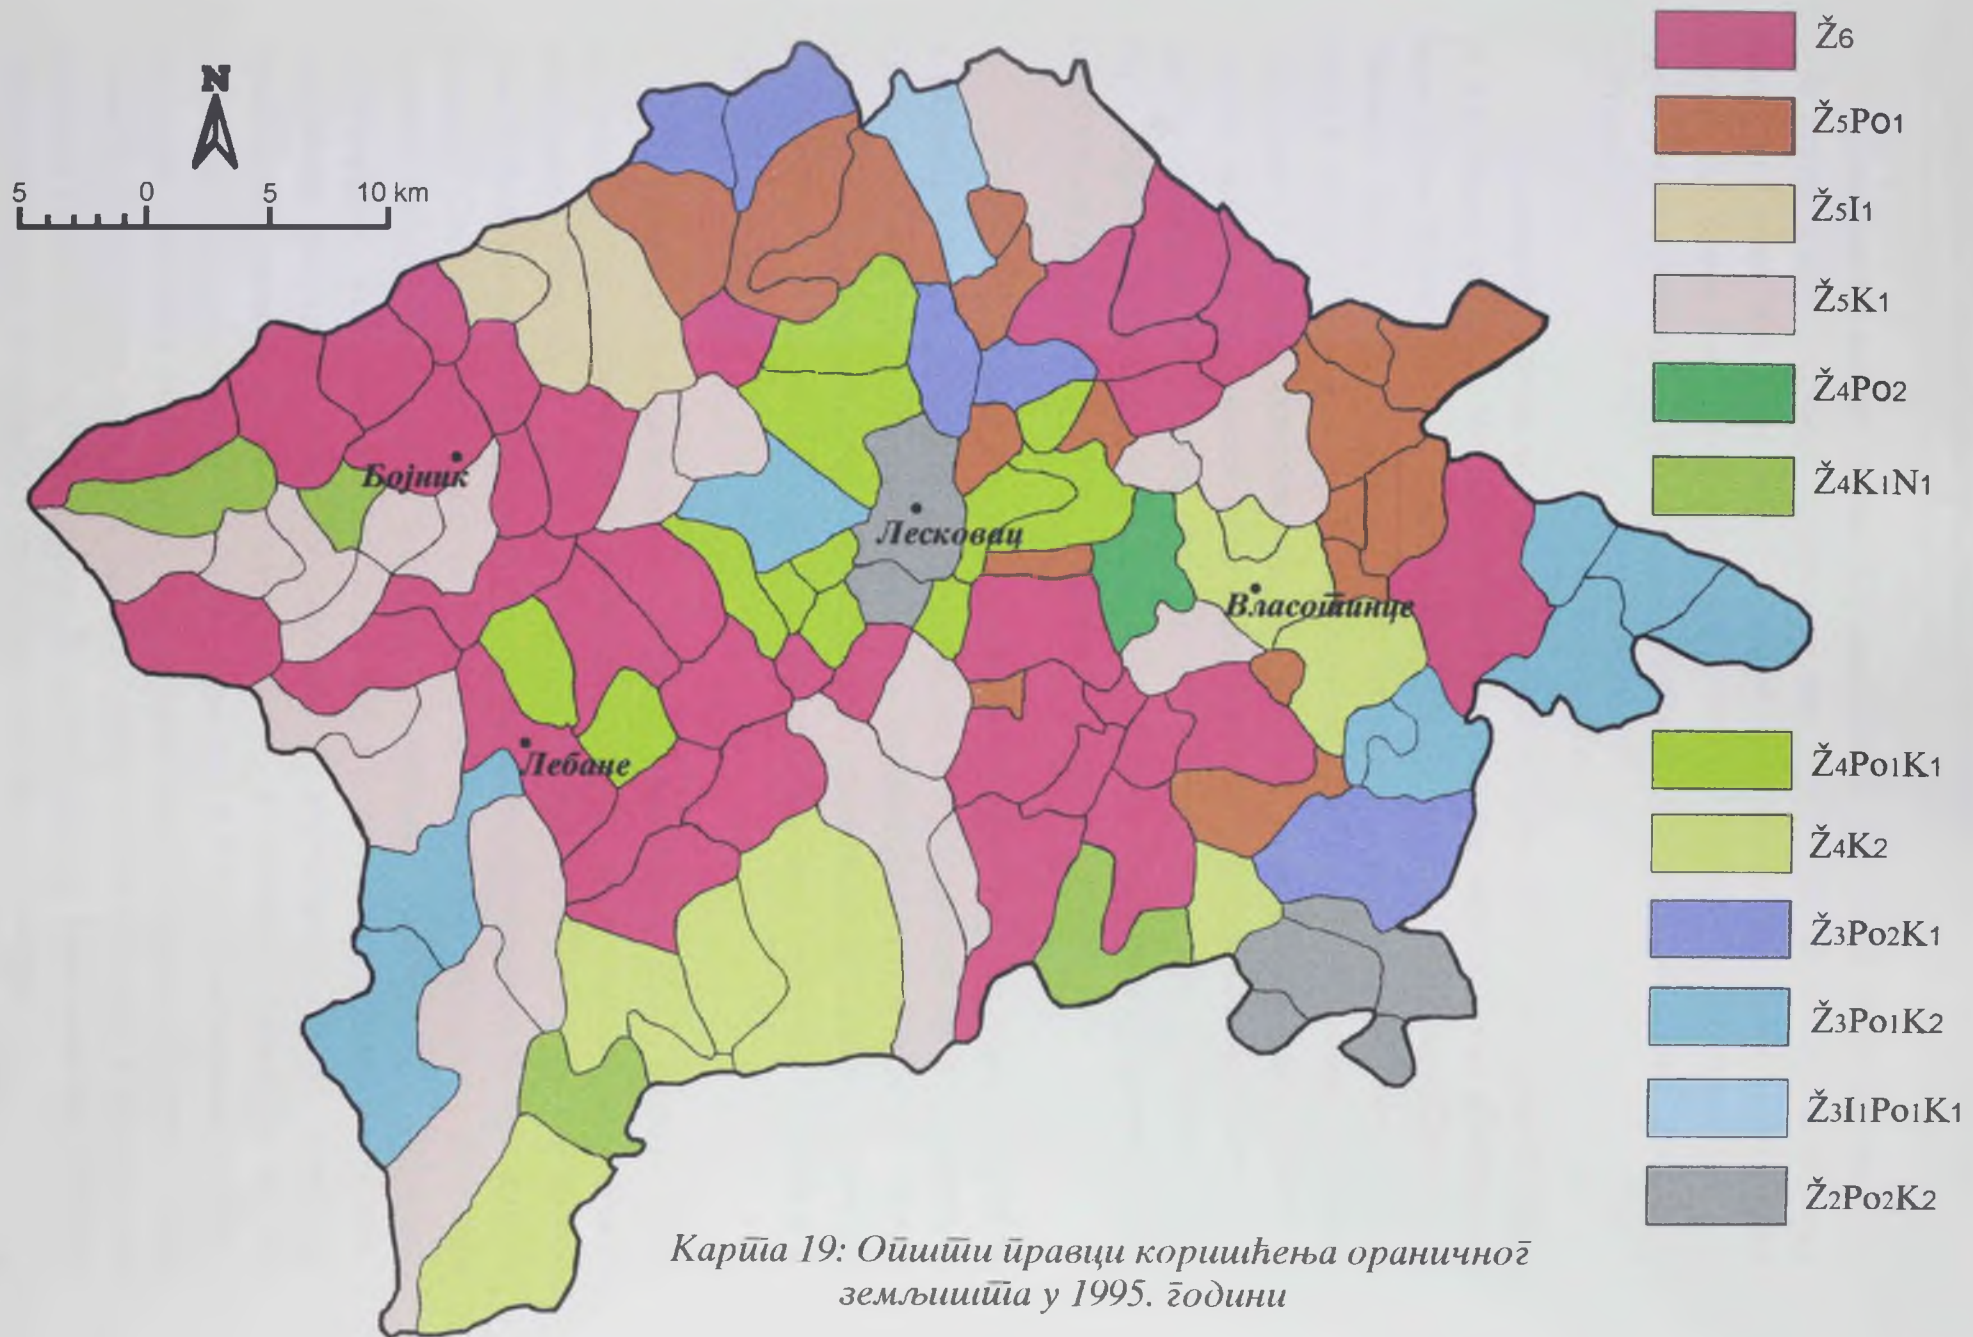 N
5 0 5 10 km
Бојник
Лесковац
Власотинце
Лебане
Ž6
Ž5Po1
Ž5I1
Ž5K1
Ž4Po2
Ž4K1N1
Ž4Po1K1
Ž4K2
Ž3Po2K1
Ž3Po1K2
Ž3I1Po1K1
Ž2Po2K2
Карта 19: Општи правци коришћења ораничног
земљишта у 1995. години